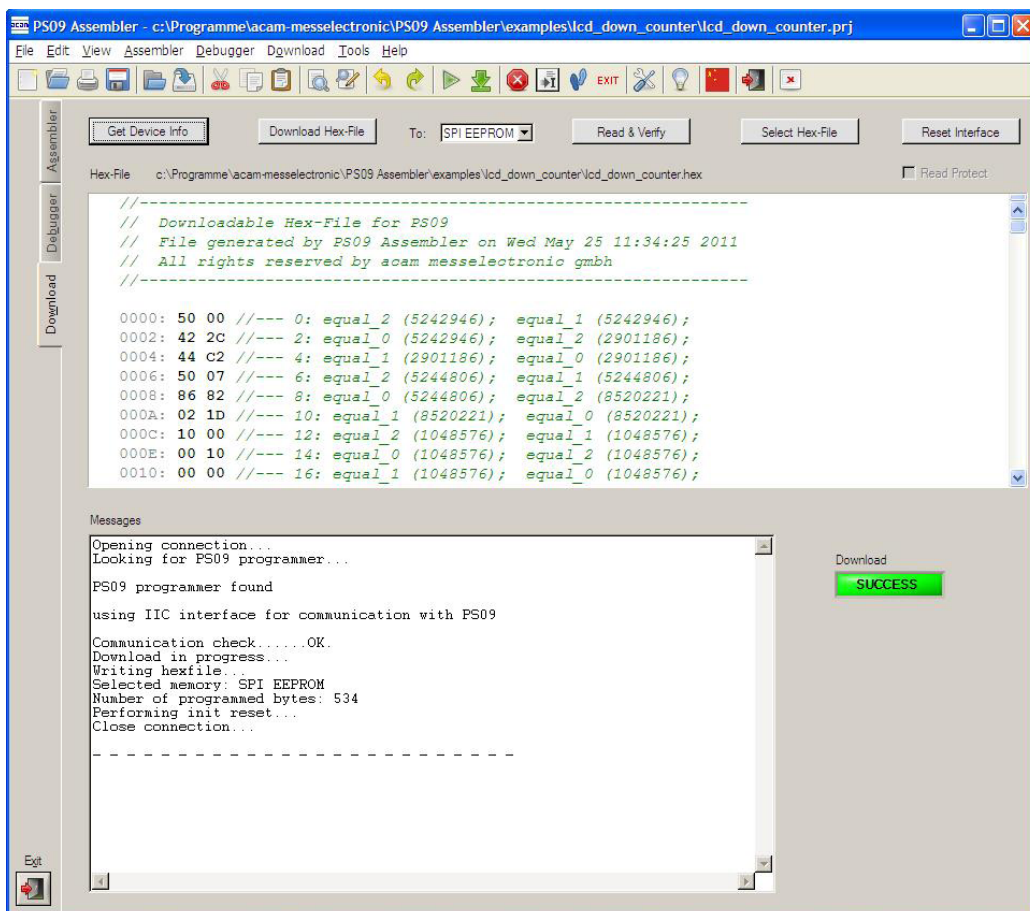 acam PS09 Assembler - c:\Programme\acam-messelectronic\PS09 Assembler\examples\lcd_down_counter\lcd_down_counter.prj
File Edit View Assembler Debugger Download Tools Help
EXIT
Assembler
Debugger
Download
Get Device Info Download Hex-File To: SPI EEPROM Read & Verify Select Hex-File Reset Interface
Hex-File c:\Programme\acam-messelectronic\PS09 Assembler\examples\lcd_down_counter\lcd_down_counter.hex Read Protect
//---------------------------------------------------------------
// Downloadable Hex-File for PS09
// File generated by PS09 Assembler on Wed May 25 11:34:25 2011
// All rights reserved by acam messelectronic gmbh
//---------------------------------------------------------------
0000: 50 00 //--- 0: equal_2 (5242946); equal_1 (5242946);
0002: 42 2C //--- 2: equal_0 (5242946); equal_2 (2901186);
0004: 44 C2 //--- 4: equal_1 (2901186); equal_0 (2901186);
0006: 50 07 //--- 6: equal_2 (5244806); equal_1 (5244806);
0008: 86 82 //--- 8: equal_0 (5244806); equal_2 (8520221);
000A: 02 1D //--- 10: equal_1 (8520221); equal_0 (8520221);
000C: 10 00 //--- 12: equal_2 (1048576); equal_1 (1048576);
000E: 00 10 //--- 14: equal_0 (1048576); equal_2 (1048576);
0010: 00 00 //--- 16: equal_1 (1048576); equal_0 (1048576);
Messages
Opening connection...
Looking for PS09 programmer...
PS09 programmer found
using IIC interface for communication with PS09
Communication check......OK.
Download in progress...
Writing hexfile...
Selected memory: SPI EEPROM
Number of programmed bytes: 534
Performing init reset...
Close connection...
- - - - - - - - - - - - - - - - - - - - - - - - -
Download
SUCCESS
Exit